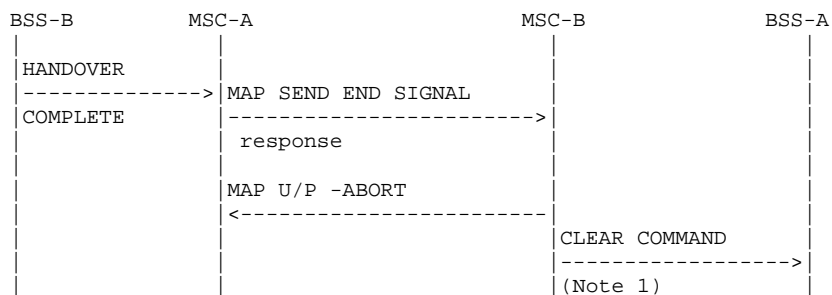 BSS-B MSC-A MSC-B BSS-A
HANDOVER
MAP SEND END SIGNAL
COMPLETE
response
MAP U/P -ABORT
CLEAR COMMAND
(Note 1)